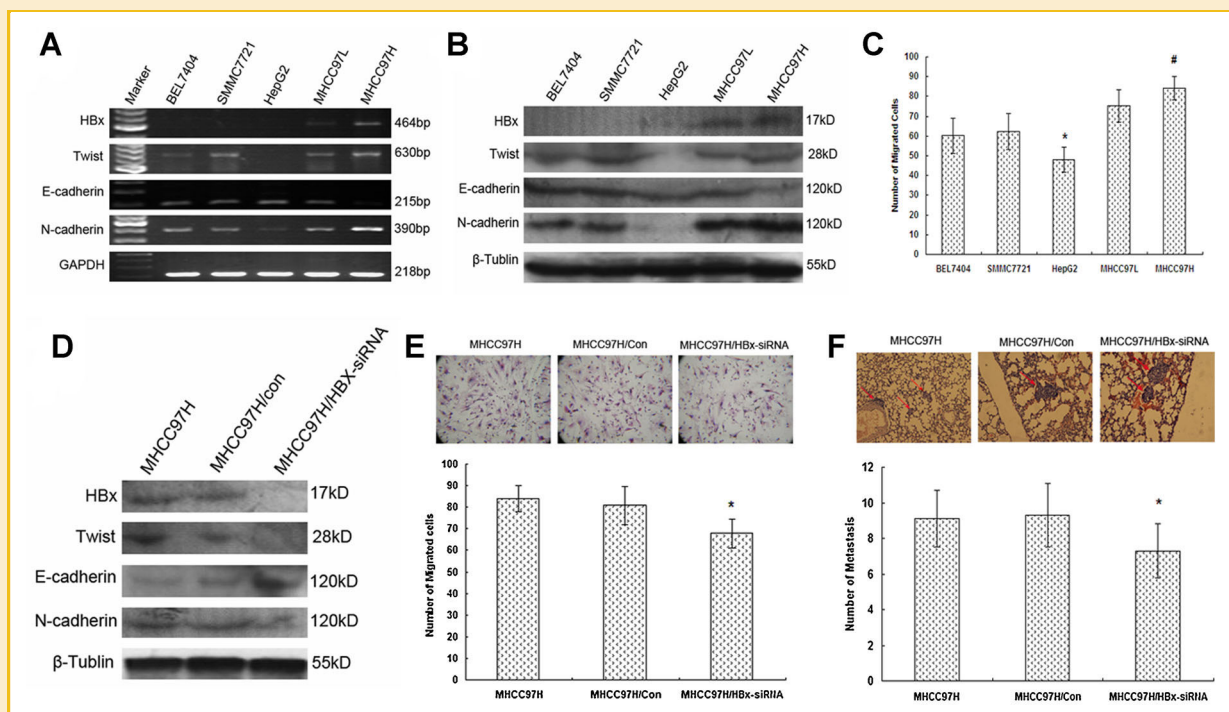 A
Marker
BEL7404
SMMC7721
HepG2
MHCC97L
MHCC97H
HBx
464bp
Twist
630bp
E-cadherin
215bp
N-cadherin
390bp
GAPDH
218bp
B
BEL7404
SMMC7721
HepG2
MHCC97L
MHCC97H
HBx
17kD
Twist
28kD
E-cadherin
120kD
N-cadherin
120kD
β-Tublin
55kD
C
Number of Migrated Cells
100
90
80
70
60
50
40
30
20
10
0
*
#
BEL7404
SMMC7721
HepG2
MHCC97L
MHCC97H
D
MHCC97H
MHCC97H/con
MHCC97H/HBX-siRNA
HBx
17kD
Twist
28kD
E-cadherin
120kD
N-cadherin
120kD
β-Tublin
55kD
E
MHCC97H
MHCC97H/Con
MHCC97H/HBx-siRNA
Number of Migrated cells
100
90
80
70
60
50
40
30
20
10
0
*
MHCC97H
MHCC97H/Con
MHCC97H/HBx-siRNA
F
MHCC97H
MHCC97H/Con
MHCC97H/HBx-siRNA
Number of Metastasis
12
10
8
6
4
2
0
*
MHCC97H
MHCC97H/Con
MHCC97H/HBx-siRNA